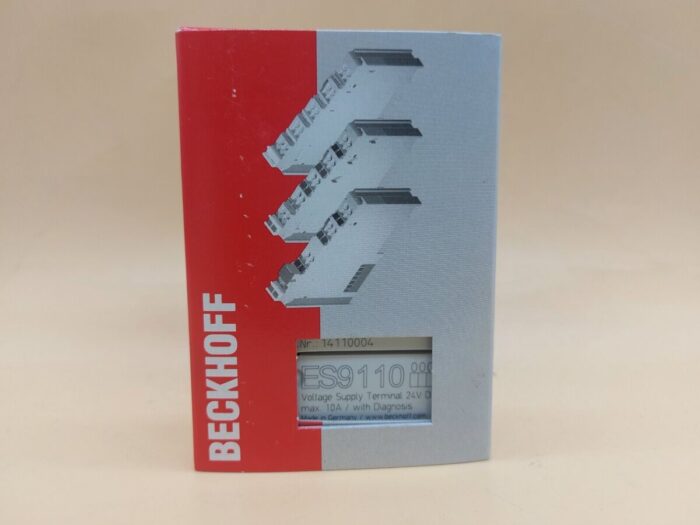 BECKHOFF
.Nr.: 14110004
ES9110
Voltage Supply Terminal 24V D
max. 10A / with Diagnosis
Made in Germany / www.beckhoff.com